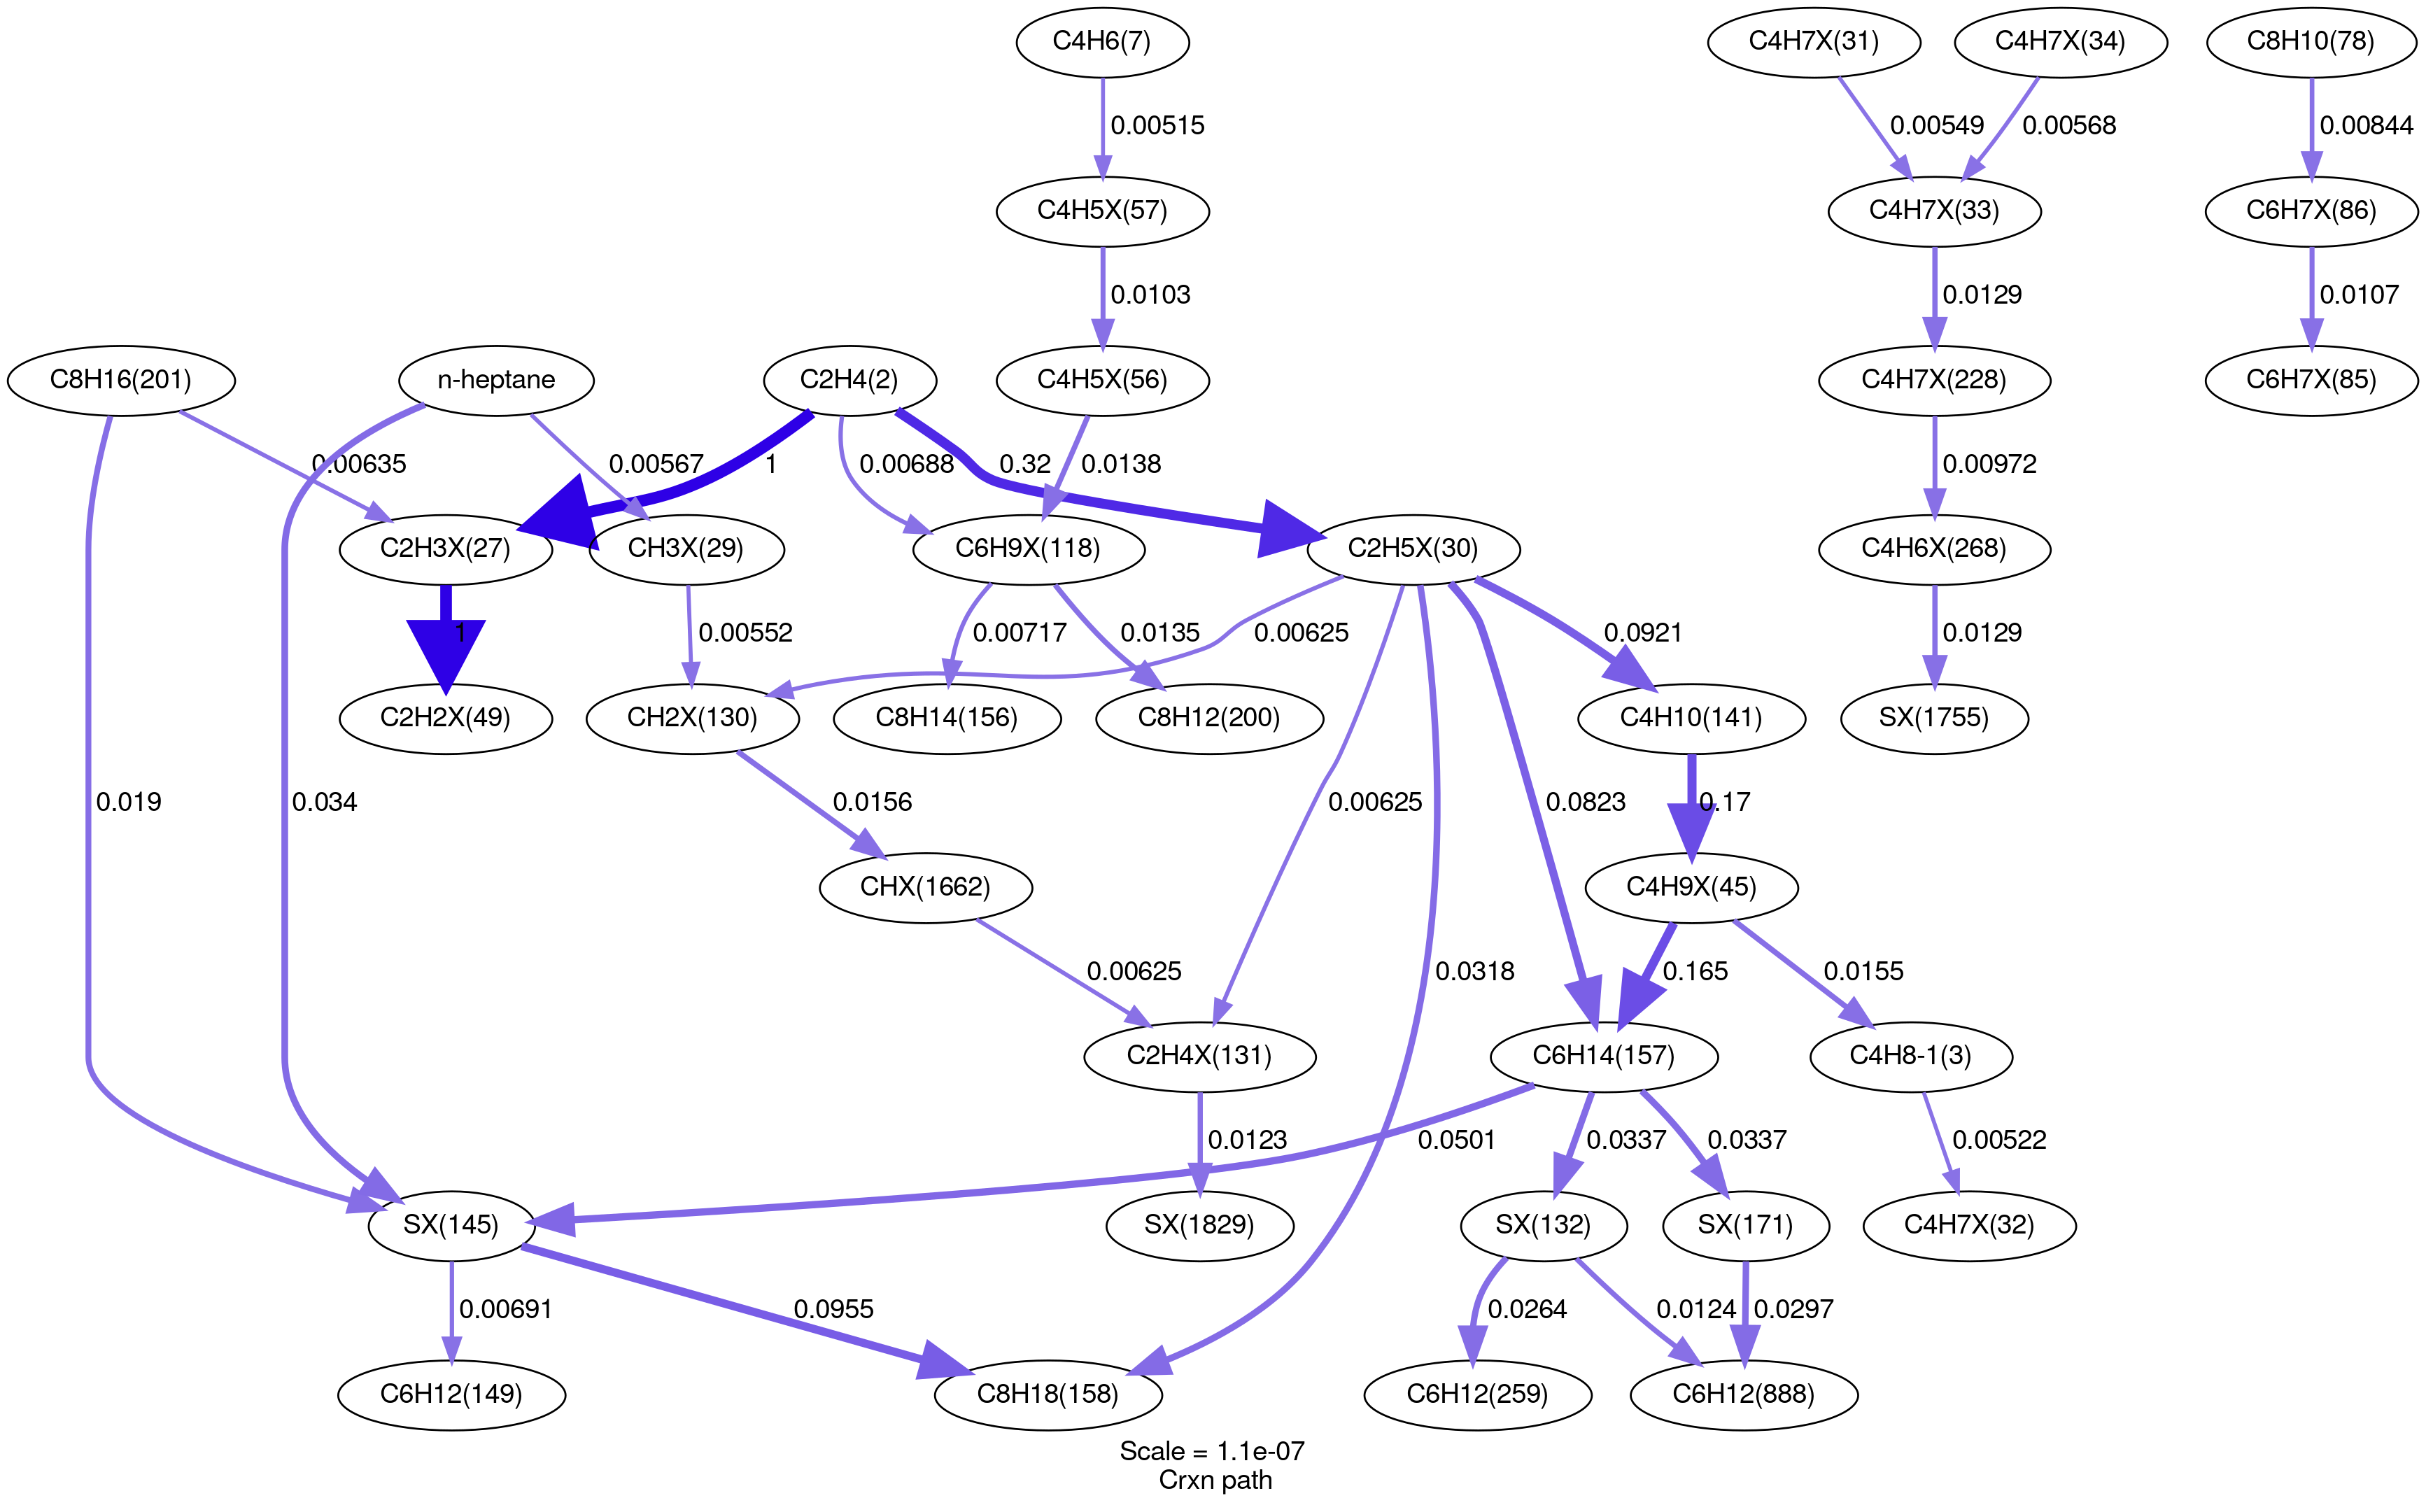 C4H6(7)
C4H7X(31)
C4H7X(34)
C8H10(78)
0.00515
0.00549
0.00568
0.00844
C4H5X(57)
C4H7X(33)
C6H7X(86)
0.0103
0.0129
0.0107
C8H16(201)
n-heptane
C2H4(2)
C4H5X(56)
C4H7X(228)
C6H7X(85)
0.00635
0.00567
1
0.00688
0.32
0.0138
0.00972
C2H3X(27)
CH3X(29)
C6H9X(118)
C2H5X(30)
C4H6X(268)
1
0.00552
0.00717
0.0135
0.00625
0.0921
0.0129
C2H2X(49)
CH2X(130)
C8H14(156)
C8H12(200)
C4H10(141)
SX(1755)
0.019
0.034
0.0156
0.00625
0.0823
0.17
CHX(1662)
C4H9X(45)
0.00625
0.0318
0.165
0.0155
C2H4X(131)
C6H14(157)
C4H8-1(3)
0.0123
0.0501
0.0337
0.0337
0.00522
SX(145)
SX(1829)
SX(132)
SX(171)
C4H7X(32)
0.00691
0.0955
0.0264
0.0124
0.0297
C6H12(149)
C8H18(158)
C6H12(259)
C6H12(888)
Scale = 1.1e-07
Crxn path